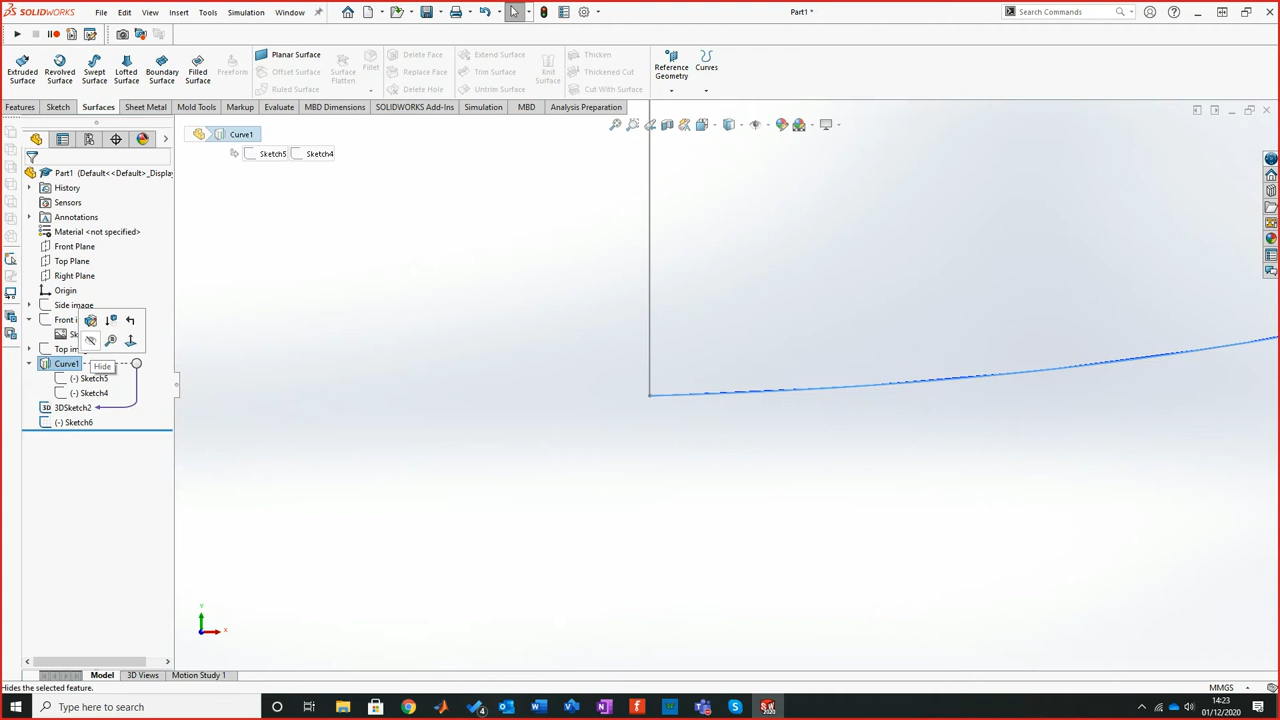 SOLIDWORKS File Edit View Insert Tools Simulation Window Part1 * Search Commands
Extruded Surface
Revolved Surface
Swept Surface
Lofted Surface
Boundary Surface
Filled Surface
Freeform
Planar Surface
Offset Surface
Ruled Surface
Surface Flatten
Fillet
Delete Face
Replace Face
Delete Hole
Extend Surface
Trim Surface
Untrim Surface
Knit Surface
Thicken
Thickened Cut
Cut With Surface
Reference Geometry
Curves
Features Sketch Surfaces Sheet Metal Mold Tools Markup Evaluate MBD Dimensions SOLIDWORKS Add-Ins Simulation MBD Analysis Preparation
Curve1
Sketch5 Sketch4
Part1 (Default<<Default>_Display
History
Sensors
Annotations
Material <not specified>
Front Plane
Top Plane
Right Plane
Origin
Side image
Front i
Sk
Top im
Curve1
Hide
(-) Sketch5
(-) Sketch4
3D 3DSketch2
(-) Sketch6
Y
X
Model 3D Views Motion Study 1
Hides the selected feature. MMGS
Type here to search
14:23
01/12/2020